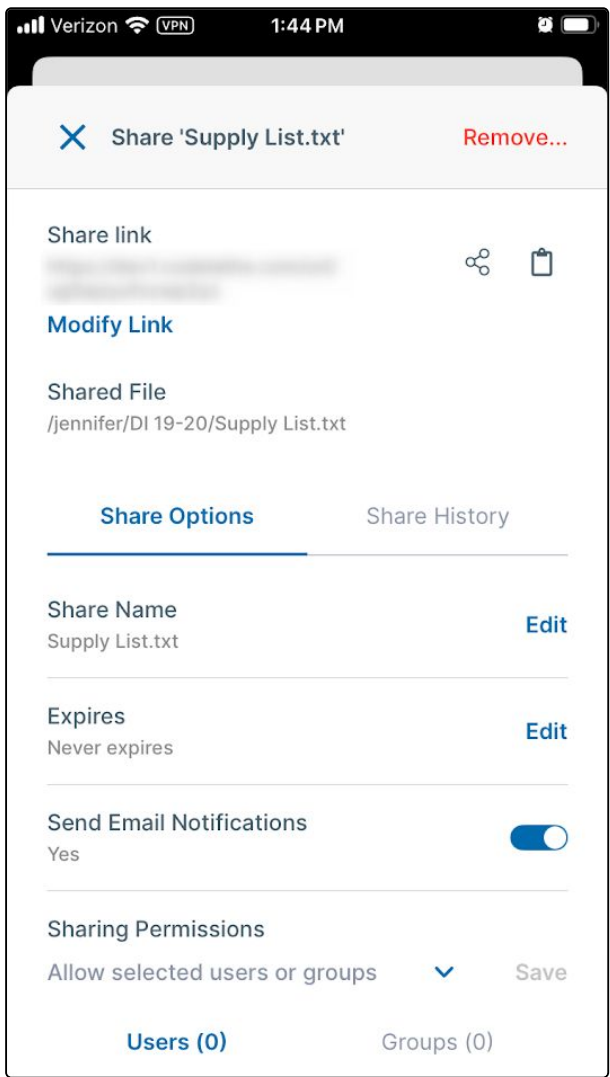 Verizon VPN 1:44 PM
Share 'Supply List.txt' Remove...
Share link
Modify Link
Shared File
/jennifer/DI 19-20/Supply List.txt
Share Options Share History
Share Name
Edit
Supply List.txt
Expires
Edit
Never expires
Send Email Notifications
Yes
Sharing Permissions
Allow selected users or groups Save
Users (0) Groups (0)